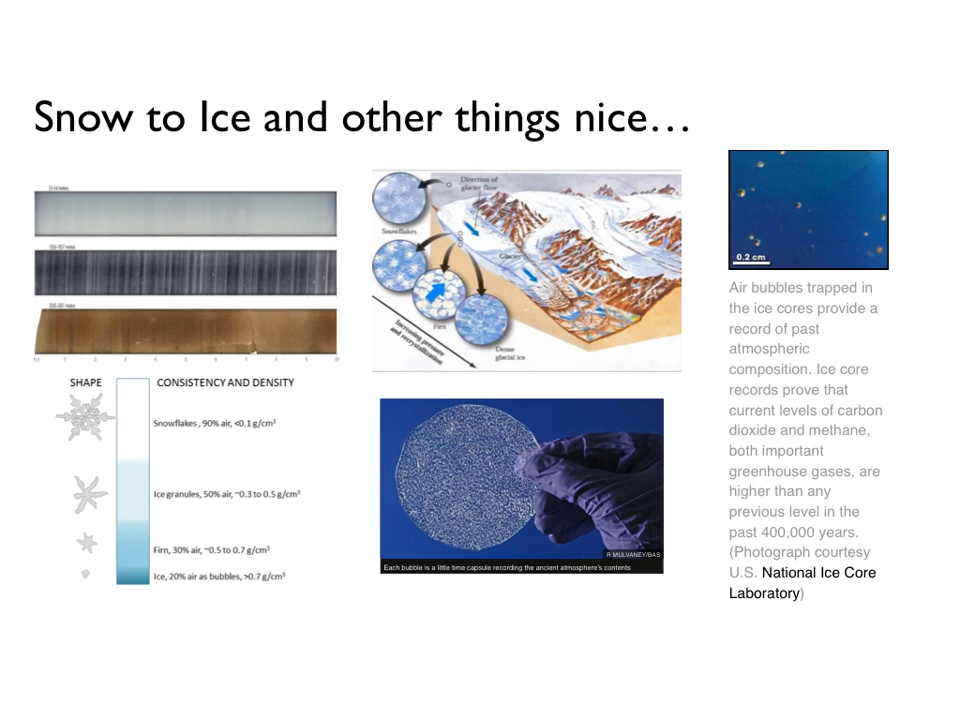 Snow to Ice and other things nice…
Direction of
glacier flow
Snowflakes
Glacier
Firn
Dense
glacial ice
Increasing pressure
and recrystallization
0.2 cm
Air bubbles trapped in
the ice cores provide a
record of past
atmospheric
composition. Ice core
records prove that
current levels of carbon
dioxide and methane,
both important
greenhouse gases, are
higher than any
previous level in the
past 400,000 years.
(Photograph courtesy
U.S. National Ice Core
Laboratory)
SHAPE
CONSISTENCY AND DENSITY
Snowflakes , 90% air, <0.1 g/cm³
Ice granules, 50% air, ~0.3 to 0.5 g/cm³
Firn, 30% air, ~0.5 to 0.7 g/cm³
Ice, 20% air as bubbles, >0.7 g/cm³
R.MULVANEY/BAS
Each bubble is a little time capsule recording the ancient atmosphere's contents